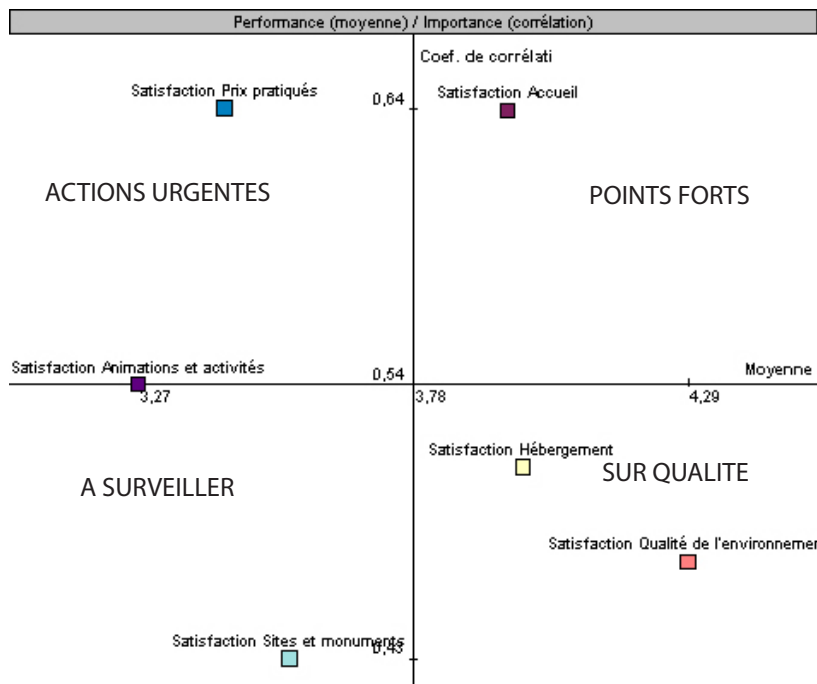 Performance (moyenne) / Importance (corrélation)
Coef. de corrélati
Satisfaction Prix pratiqués
0,64
Satisfaction Accueil
ACTIONS URGENTES
POINTS FORTS
Satisfaction Animations et activités
0,54
Moyenne
3,27
3,78
4,29
Satisfaction Hébergement
A SURVEILLER
SUR QUALITE
Satisfaction Qualité de l'environnemen
Satisfaction Sites et monuments
0,43